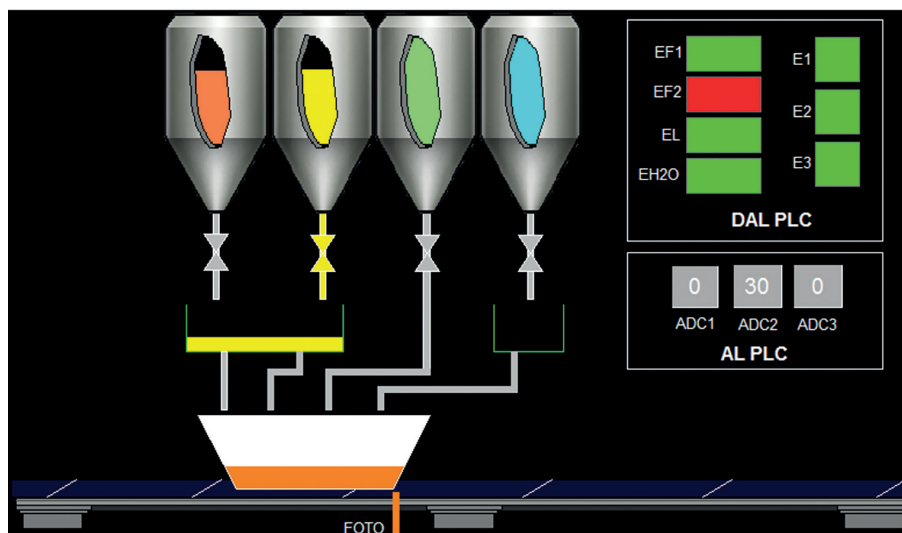 EF1
E1
EF2
E2
EL
EH2O
E3
DAL PLC
0 30 0
ADC1 ADC2 ADC3
AL PLC
FOTO